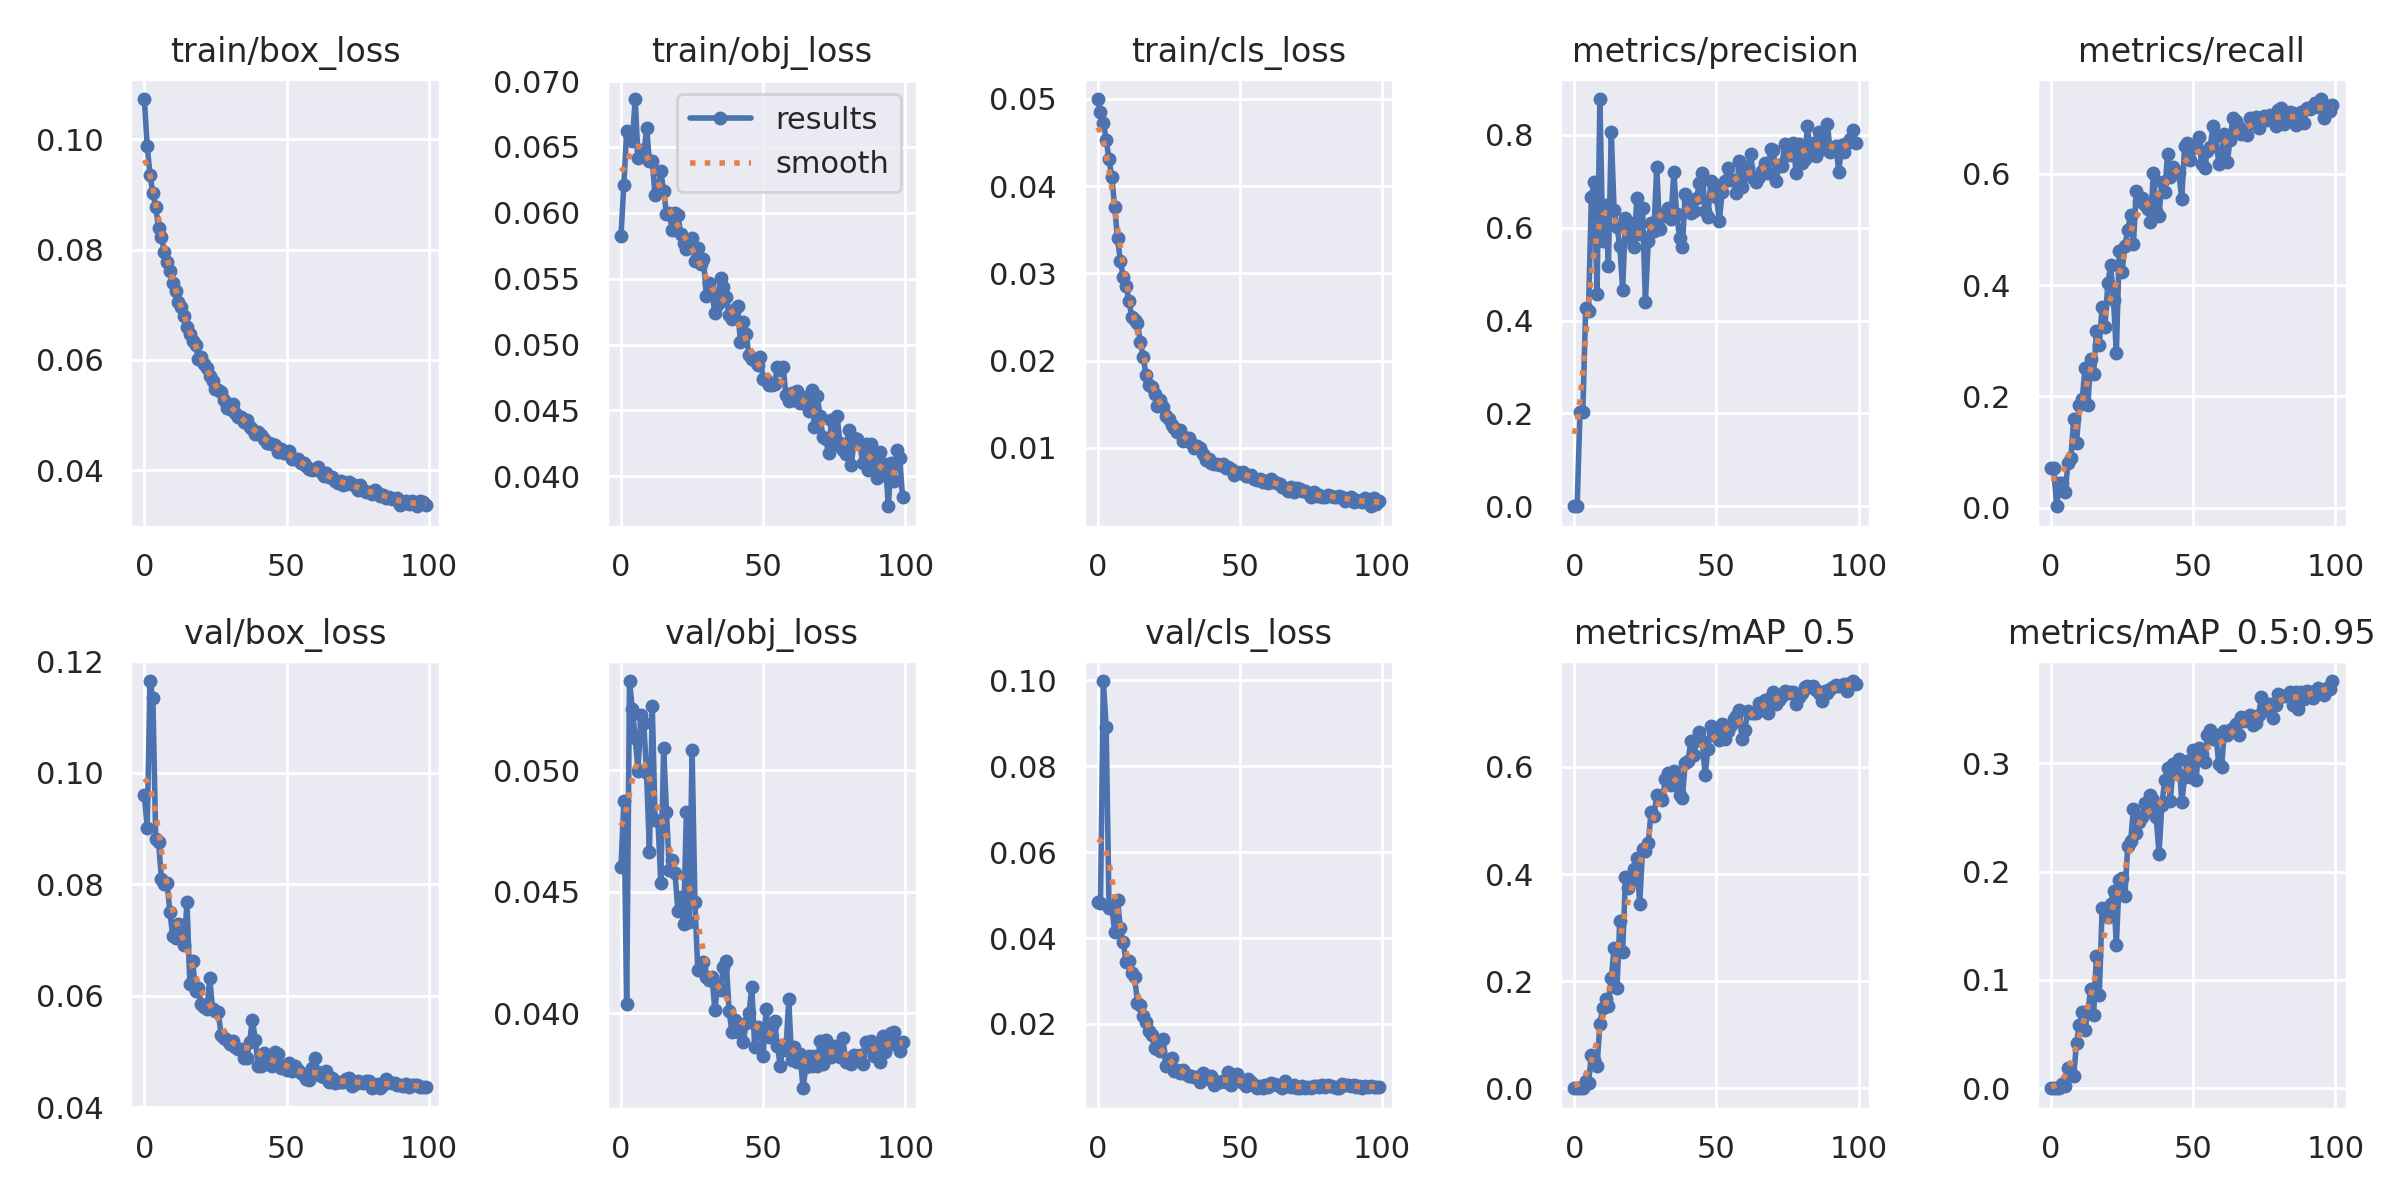 train/box_loss
0.10
0.08
0.06
0.04
0 50 100
train/obj_loss
0.070
0.065
0.060
0.055
0.050
0.045
0.040
results
smooth
0 50 100
train/cls_loss
0.05
0.04
0.03
0.02
0.01
0 50 100
metrics/precision
0.8
0.6
0.4
0.2
0.0
0 50 100
metrics/recall
0.6
0.4
0.2
0.0
0 50 100
val/box_loss
0.12
0.10
0.08
0.06
0.04
0 50 100
val/obj_loss
0.050
0.045
0.040
0 50 100
val/cls_loss
0.10
0.08
0.06
0.04
0.02
0 50 100
metrics/mAP_0.5
0.6
0.4
0.2
0.0
0 50 100
metrics/mAP_0.5:0.95
0.3
0.2
0.1
0.0
0 50 100